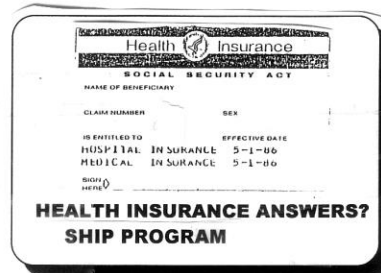 Health Insurance
SOCIAL SECURITY ACT
NAME OF BENEFICIARY
CLAIM NUMBER SEX
IS ENTITLED TO EFFECTIVE DATE
HOSPITAL INSURANCE 5-1-86
MEDICAL INSURANCE 5-1-86
SIGN
HERE
HEALTH INSURANCE ANSWERS?
SHIP PROGRAM